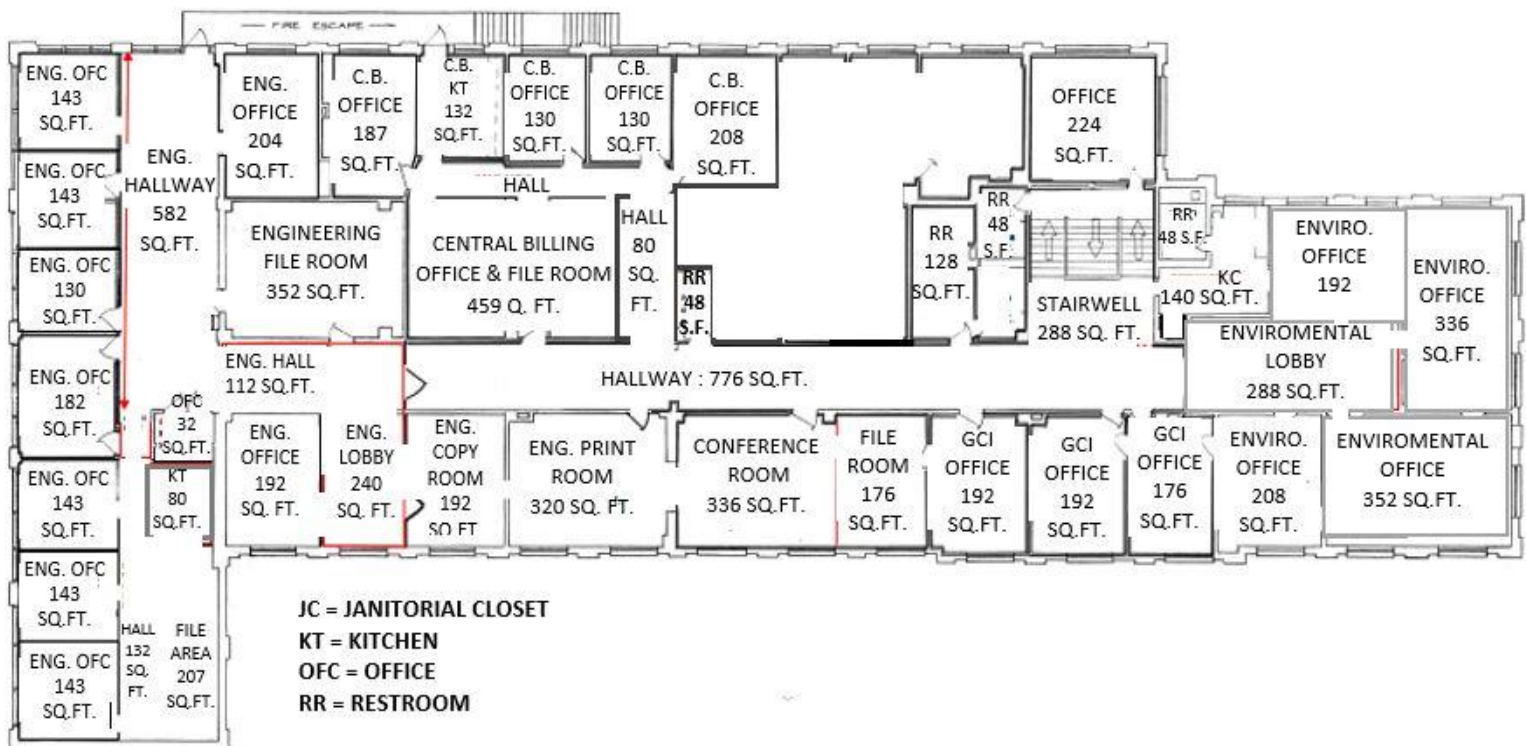 FIRE ESCAPE
ENG. OFC
143
SQ.FT.
ENG.
HALLWAY
582
SQ.FT.
ENG.
OFFICE
204
SQ.FT.
C.B.
OFFICE
187
SQ.FT.
C.B.
KT
132
SQ.FT.
C.B.
OFFICE
130
SQ.FT.
C.B.
OFFICE
130
SQ.FT.
C.B.
OFFICE
208
SQ.FT.
OFFICE
224
SQ.FT.
ENG. OFC
143
SQ.FT.
ENG. OFC
130
SQ.FT.
ENG. OFC
182
SQ.FT.
ENGINEERING
FILE ROOM
352 SQ.FT.
HALL
CENTRAL BILLING
OFFICE & FILE ROOM
459 Q. FT.
HALL
80
SQ.
FT.
RR
48
S.F.
RR
128
SQ.FT.
RR
48
S.F.
STAIRWELL
288 SQ. FT.
RR
48 S.F.
KC
140 SQ.FT.
ENVIRO.
OFFICE
192
ENVIRO.
OFFICE
336
SQ.FT.
ENVIROMENTAL
LOBBY
288 SQ.FT.
ENG. HALL
112 SQ.FT.
HALLWAY : 776 SQ.FT.
OFC
32
SQ.FT.
ENG.
OFFICE
192
SQ. FT.
ENG.
LOBBY
240
SQ. FT.
ENG.
COPY
ROOM
192
SQ FT
ENG. PRINT
ROOM
320 SQ. FT.
CONFERENCE
ROOM
336 SQ.FT.
FILE
ROOM
176
SQ.FT.
GCI
OFFICE
192
SQ.FT.
GCI
OFFICE
192
SQ.FT.
GCI
OFFICE
176
SQ.FT.
ENVIRO.
OFFICE
208
SQ.FT.
ENVIROMENTAL
OFFICE
352 SQ.FT.
ENG. OFC
143
SQ.FT.
KT
80
SQ.FT.
ENG. OFC
143
SQ.FT.
ENG. OFC
143
SQ.FT.
HALL
132
SQ.
FT.
FILE
AREA
207
SQ.FT.
JC = JANITORIAL CLOSET
KT = KITCHEN
OFC = OFFICE
RR = RESTROOM